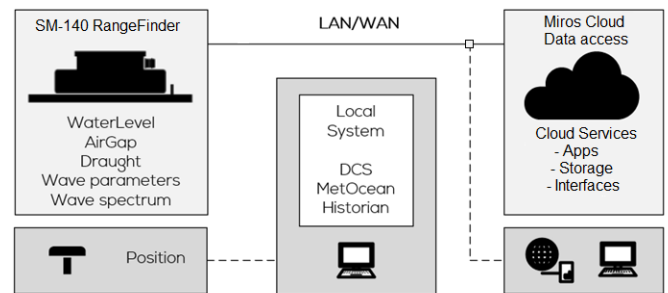 SM-140 RangeFinder
WaterLevel
AirGap
Draught
Wave parameters
Wave spectrum
Position
LAN/WAN
Local
System
DCS
MetOcean
Historian
Miros Cloud
Data access
Cloud Services
- Apps
- Storage
- Interfaces